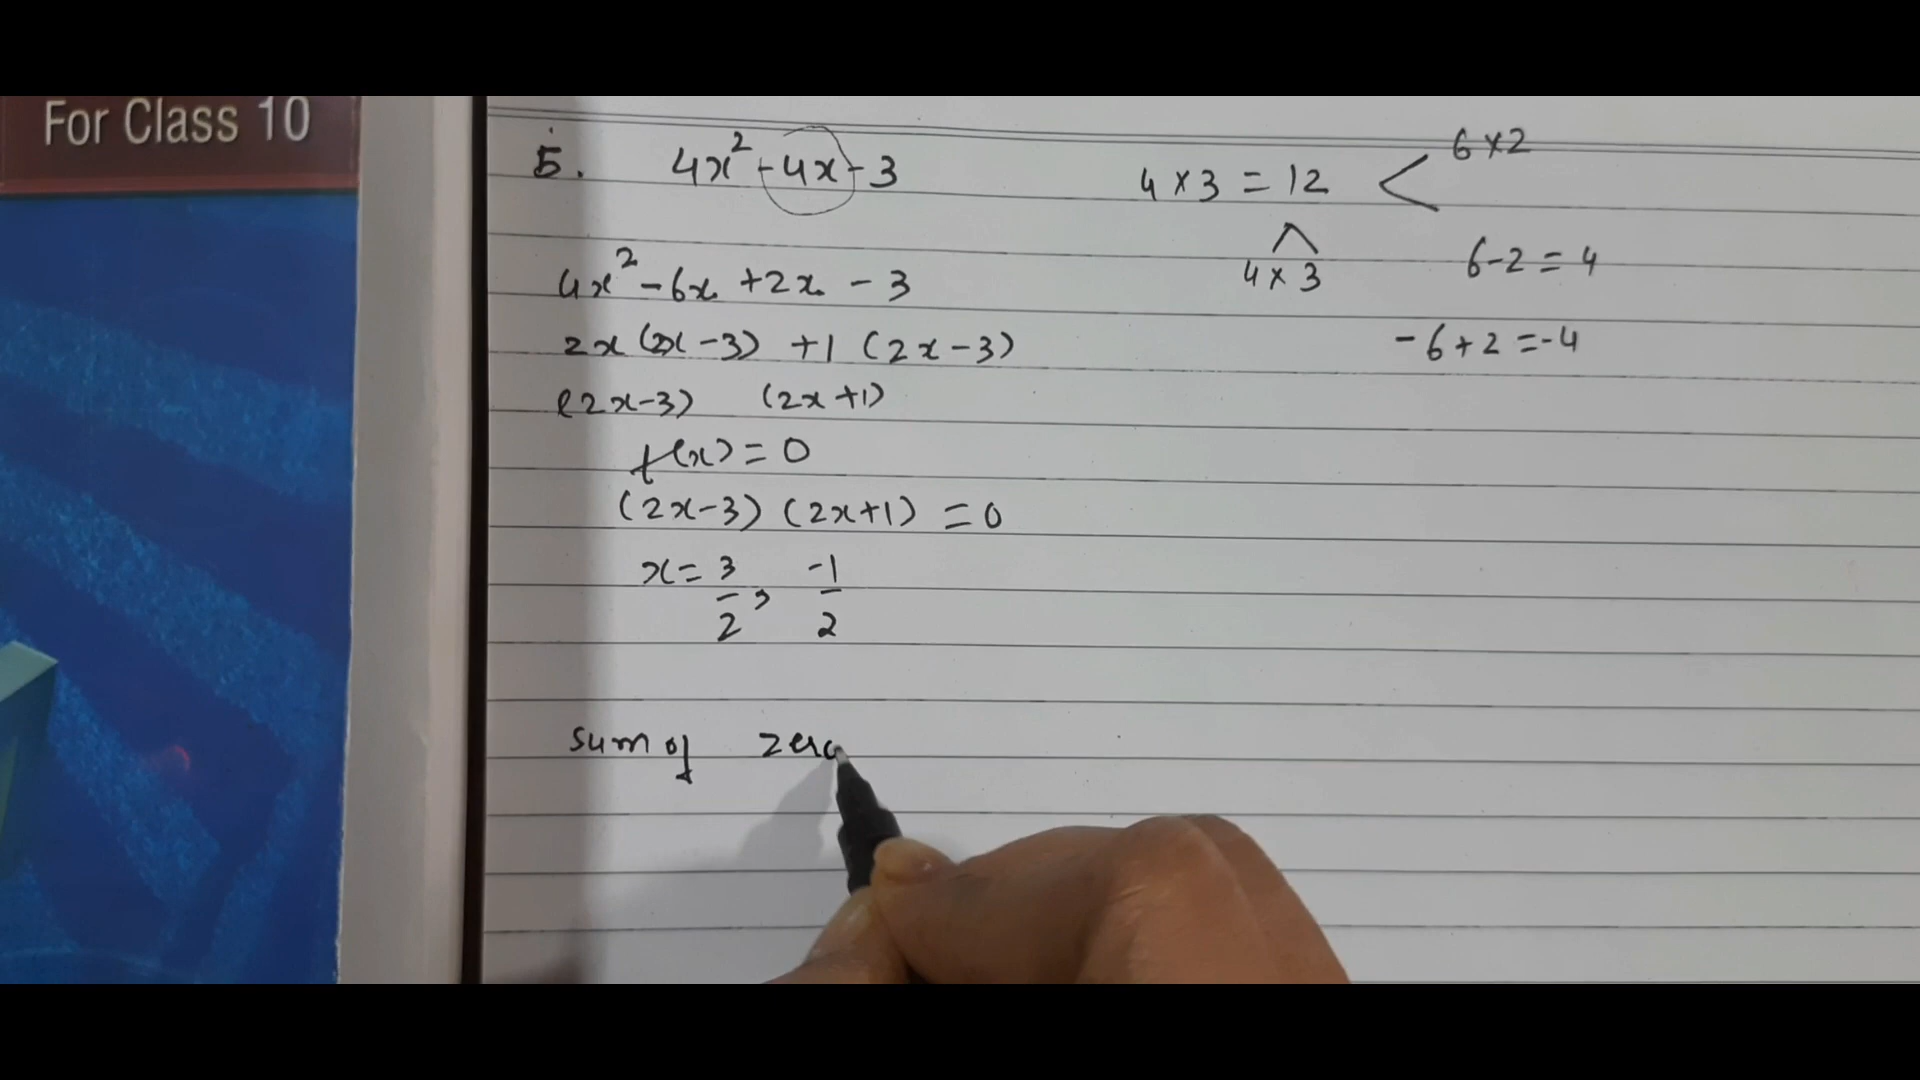 For Class 10
5. 4x² - 4x - 3
4 × 3 = 12 < 6 × 2
4 × 3
6 - 2 = 4
4x² - 6x + 2x - 3
2x (2x - 3) + 1 (2x - 3)
- 6 + 2 = - 4
(2x - 3) (2x + 1)
f(x) = 0
(2x - 3) (2x + 1) = 0
x = 3/2, -1/2
sum of zero